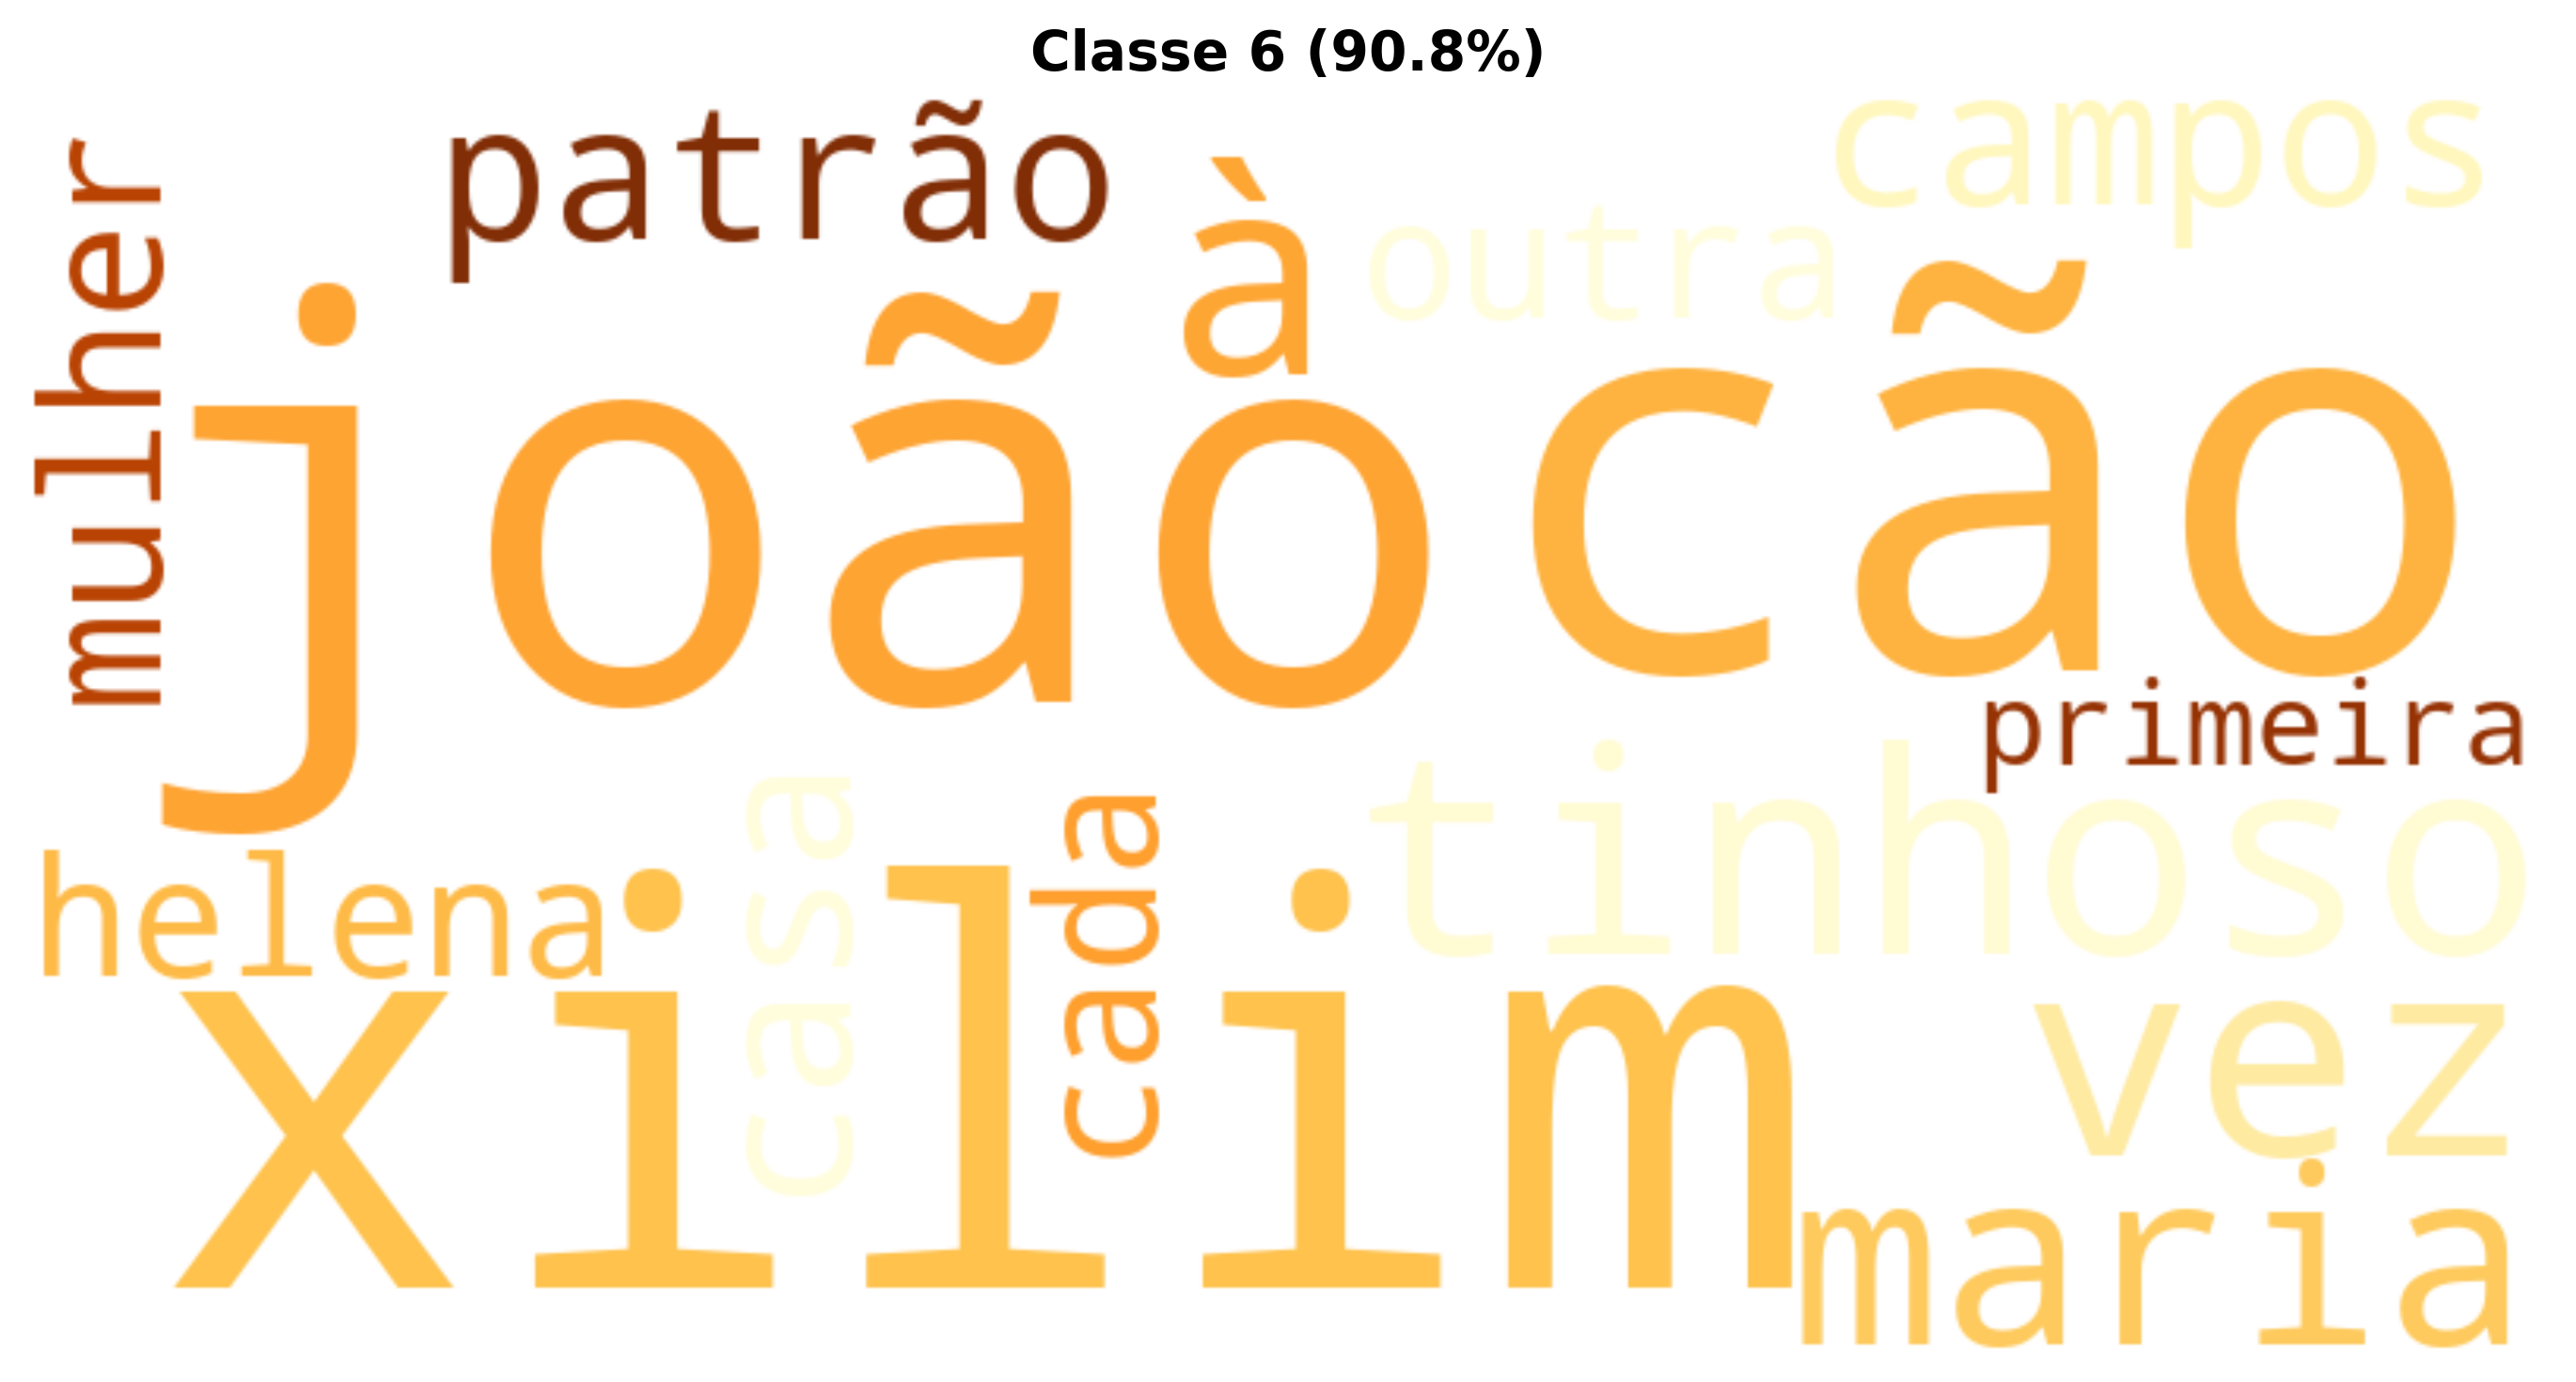 Classe 6 (90.8%)
patrão
campos
mulher
à
outra
joão
cão
primeira
tinhoso
helena
casa
cada
xilim
vez
maria